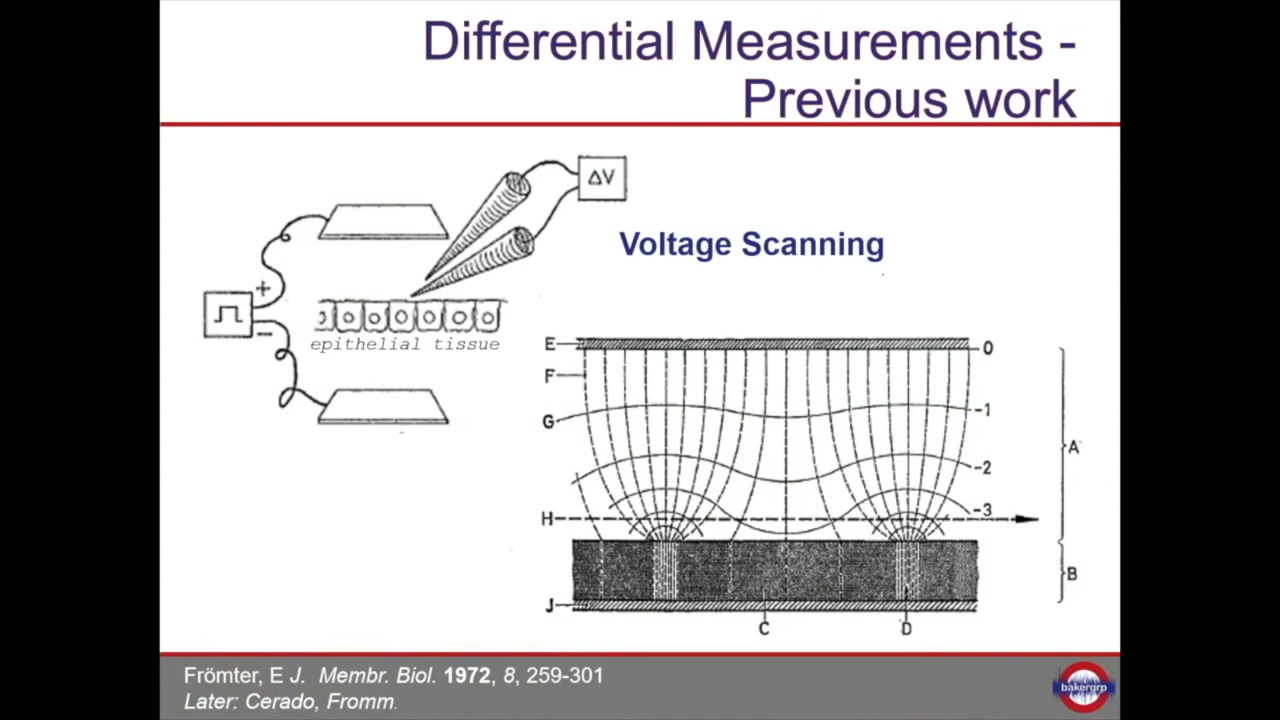 Differential Measurements -
Previous work
ΔV
Voltage Scanning
+
−
epithelial tissue
E
0
F
-1
G
A
-2
-3
H
B
J
C
D
Frömter, E J. Membr. Biol. 1972, 8, 259-301
Later: Cerado, Fromm.
bakergrp